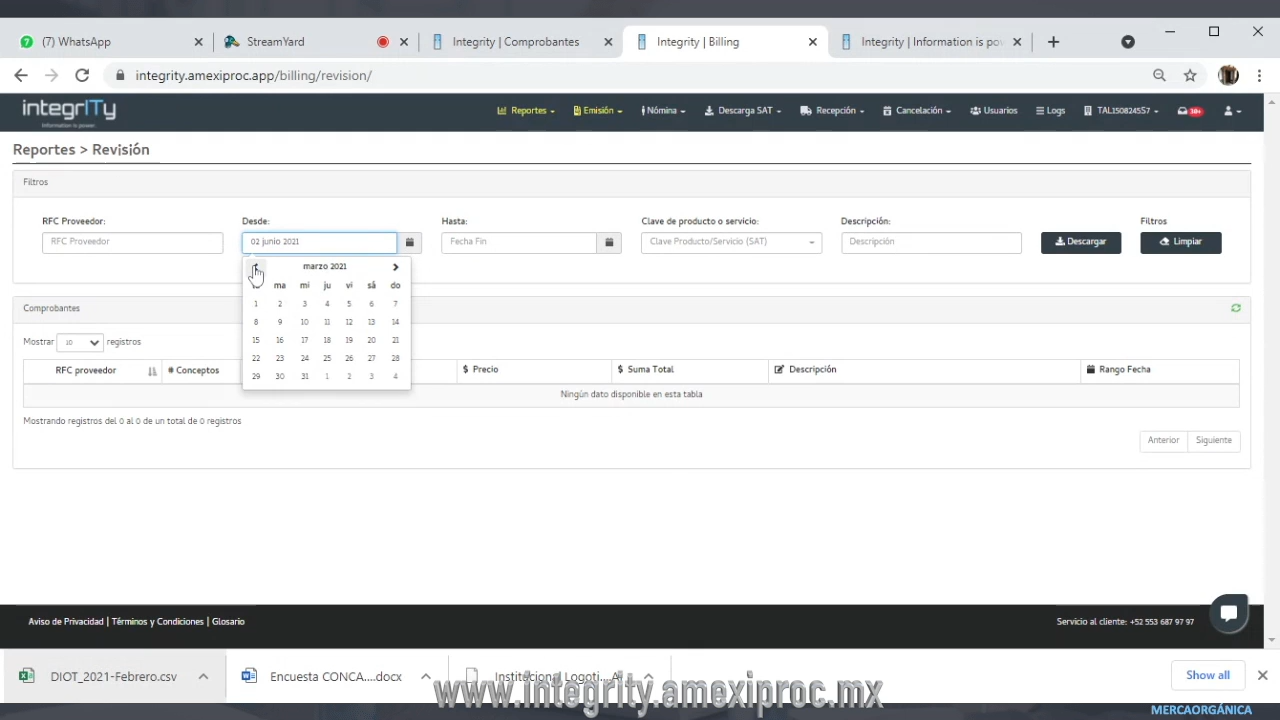 (7) WhatsApp
StreamYard
Integrity | Comprobantes
Integrity | Billing
Integrity | Information is po
integrity.amexiproc.app/billing/revision/
integrITy
Information is power.
Reportes
Emisión
Nómina
Descarga SAT
Recepción
Cancelación
Usuarios
Logs
TAL1508245S7
30+
Reportes > Revisión
Filtros
RFC Proveedor:
Desde:
Hasta:
Clave de producto o servicio:
Descripción:
Filtros
RFC Proveedor
02 junio 2021
Fecha Fin
Clave Producto/Servicio (SAT)
Descripción
Descargar
Limpiar
marzo 2021
ma mi ju vi sá do
1 2 3 4 5 6 7
8 9 10 11 12 13 14
15 16 17 18 19 20 21
22 23 24 25 26 27 28
29 30 31 1 2 3 4
Comprobantes
Mostrar 10 registros
RFC proveedor
# Conceptos
$ Precio
$ Suma Total
Descripción
Rango Fecha
Ningún dato disponible en esta tabla
Mostrando registros del 0 al 0 de un total de 0 registros
Anterior
Siguiente
Aviso de Privacidad | Términos y Condiciones | Glosario
Servicio al cliente: +52 553 687 97 97
DIOT_2021-Febrero.csv
Encuesta CONCA....docx
Institucional Logoti....A
Show all
www.integrity.amexiproc.mx
MERCAORGÁNICA